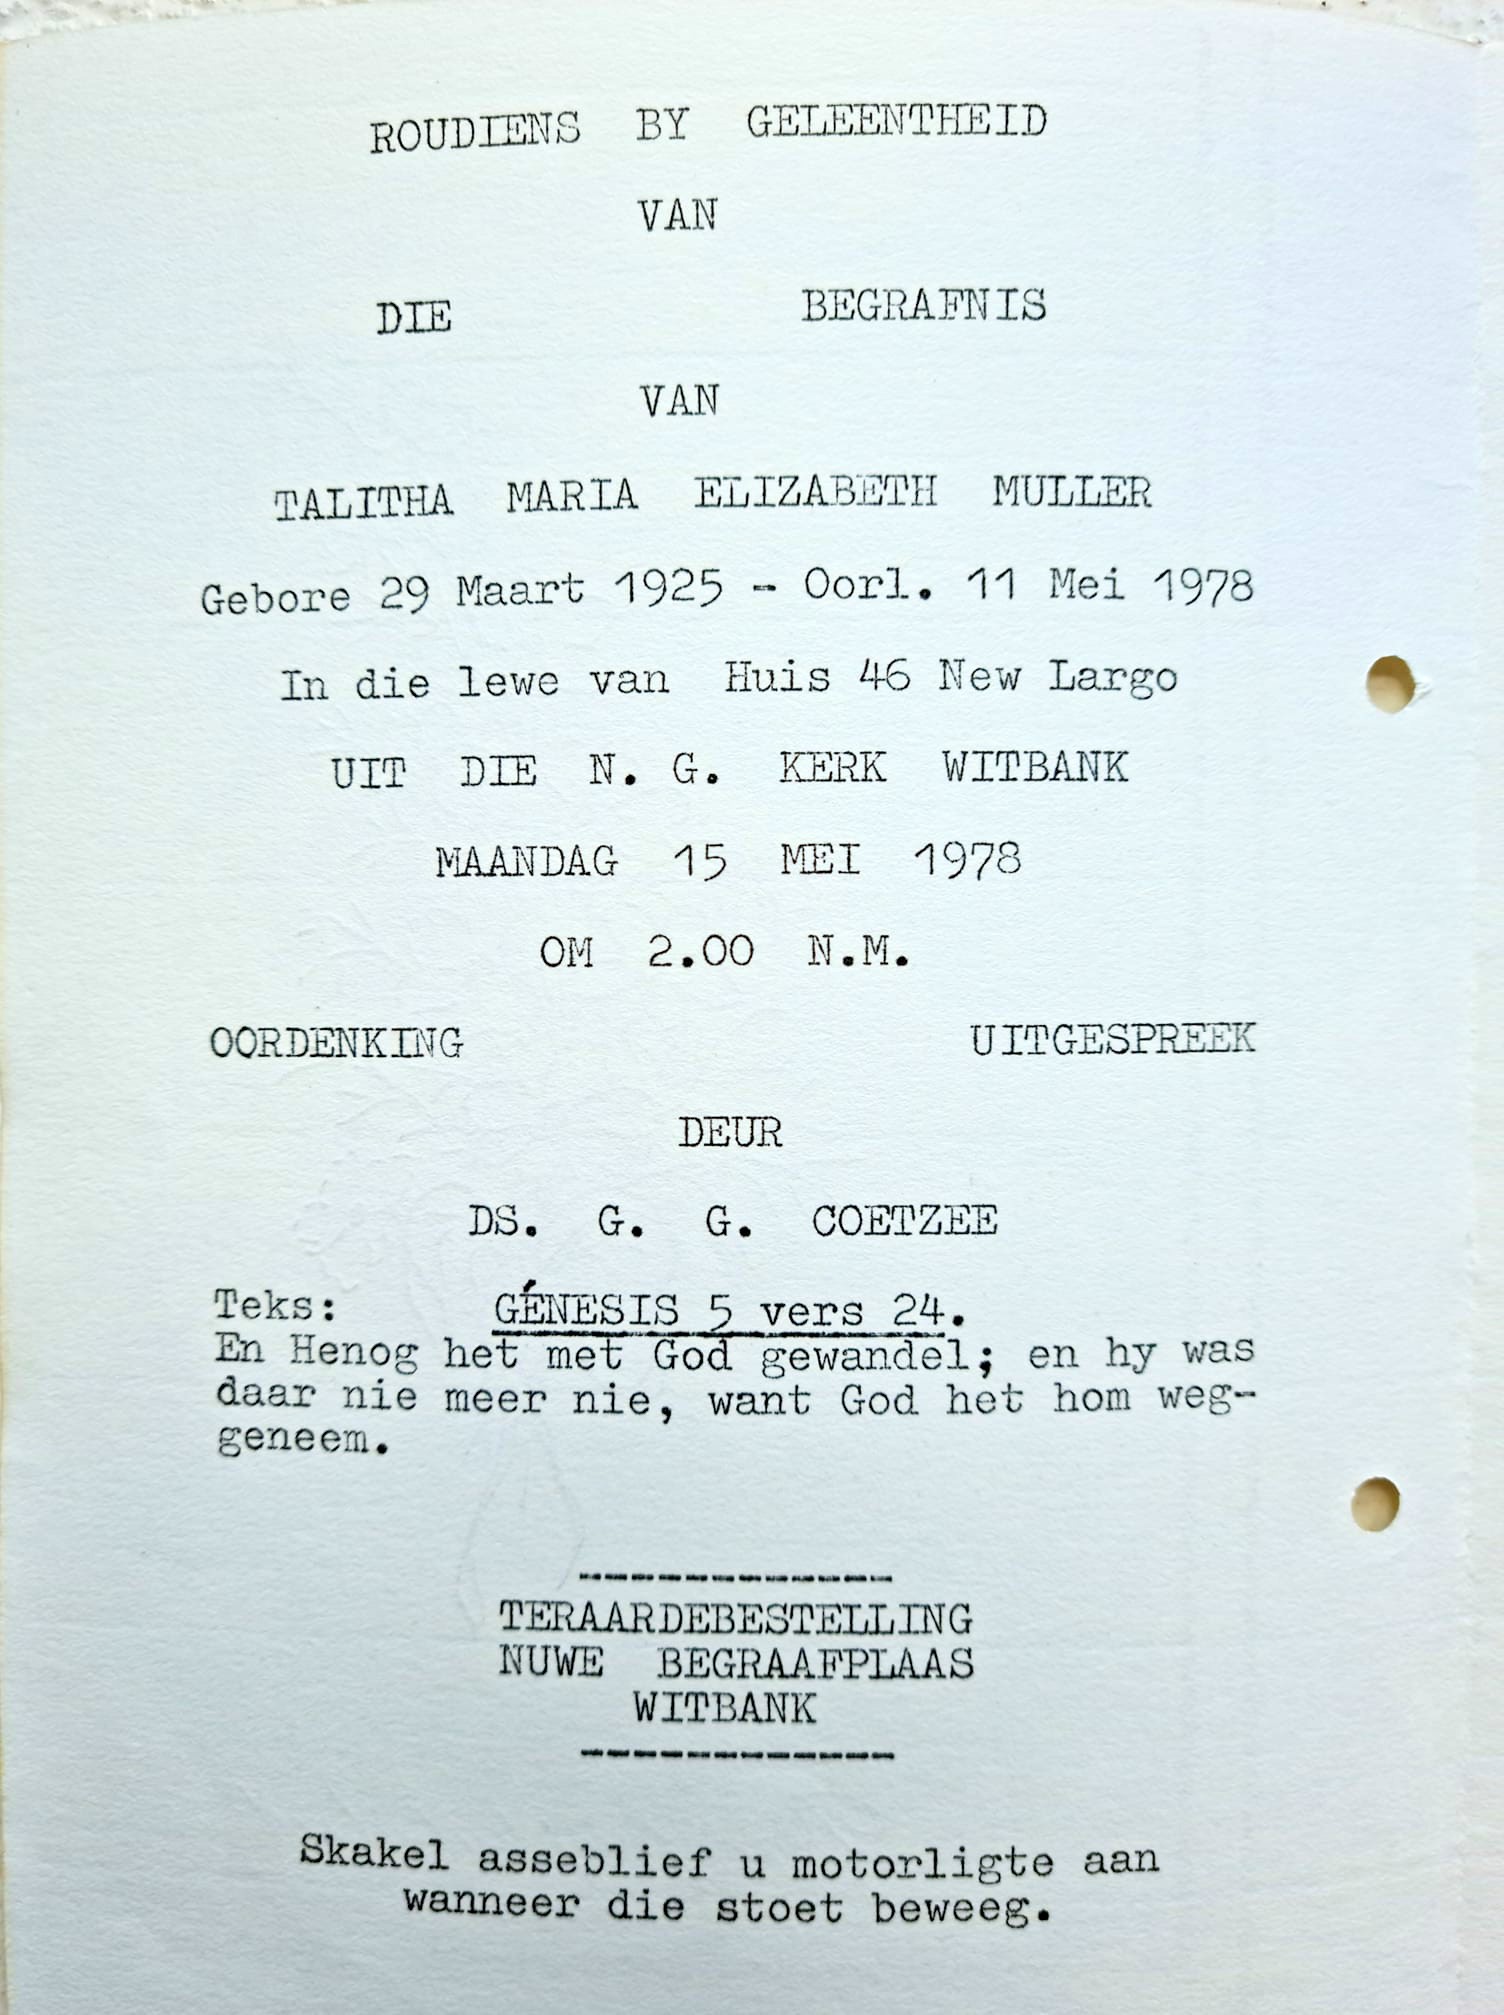 ROUDIENS BY GELEENTHEID
VAN
DIE BEGRAFNIS
VAN
TALITHA MARIA ELIZABETH MULLER
Gebore 29 Maart 1925 - Oorl. 11 Mei 1978
In die lewe van Huis 46 New Largo
UIT DIE N. G. KERK WITBANK
MAANDAG 15 MEI 1978
OM 2.00 N.M.
OORDENKING UITGESPREEK
DEUR
DS. G. G. COETZEE
Teks: GÉNESIS 5 vers 24.
En Henog het met God gewandel; en hy was
daar nie meer nie, want God het hom weg-
geneem.
------------
TERAARDEBESTELLING
NUWE BEGRAAFPLAAS
WITBANK
------------
Skakel asseblief u motorligte aan
wanneer die stoet beweeg.